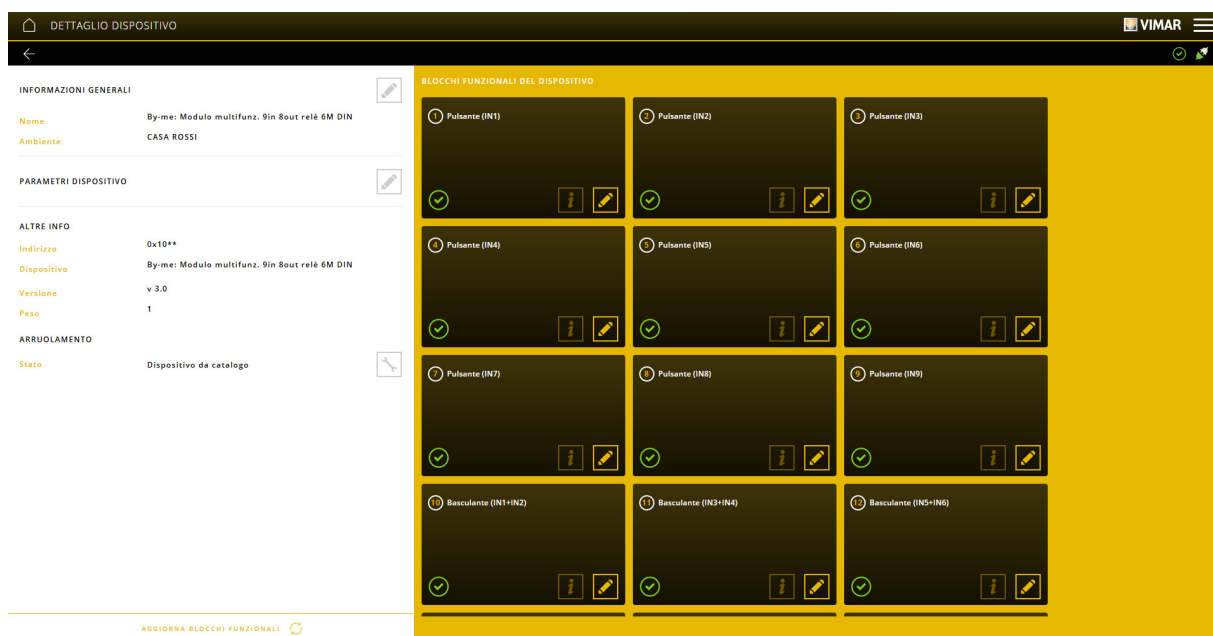 DETTAGLIO DISPOSITIVO
VIMAR
INFORMAZIONI GENERALI
Nome By-me: Modulo multifunz. 9in 8out relè 6M DIN
Ambiente CASA ROSSI
PARAMETRI DISPOSITIVO
ALTRE INFO
Indirizzo 0x10**
Dispositivo By-me: Modulo multifunz. 9in 8out relè 6M DIN
Versione v 3.0
Peso 1
ARRUOLAMENTO
Stato Dispositivo da catalogo
AGGIORNA BLOCCHI FUNZIONALI
BLOCCHI FUNZIONALI DEL DISPOSITIVO
1 Pulsante (IN1)
2 Pulsante (IN2)
3 Pulsante (IN3)
4 Pulsante (IN4)
5 Pulsante (IN5)
6 Pulsante (IN6)
7 Pulsante (IN7)
8 Pulsante (IN8)
9 Pulsante (IN9)
10 Basculante (IN1+IN2)
11 Basculante (IN3+IN4)
12 Basculante (IN5+IN6)